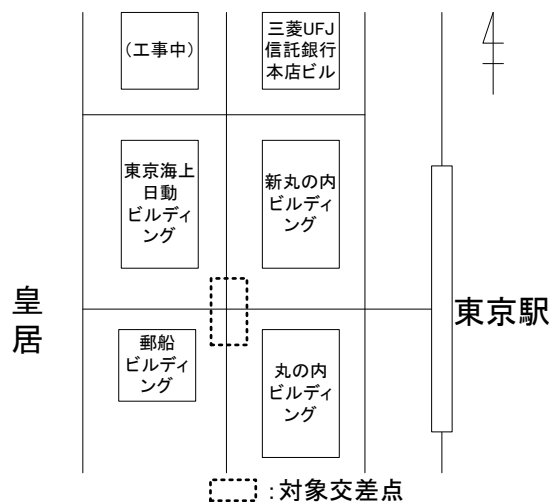 (工事中)
三菱UFJ
信託銀行
本店ビル
東京海上
日動
ビルディ
ング
新丸の内
ビルディ
ング
皇
居
東京駅
郵船
ビルディ
ング
丸の内
ビルディ
ング
:対象交差点